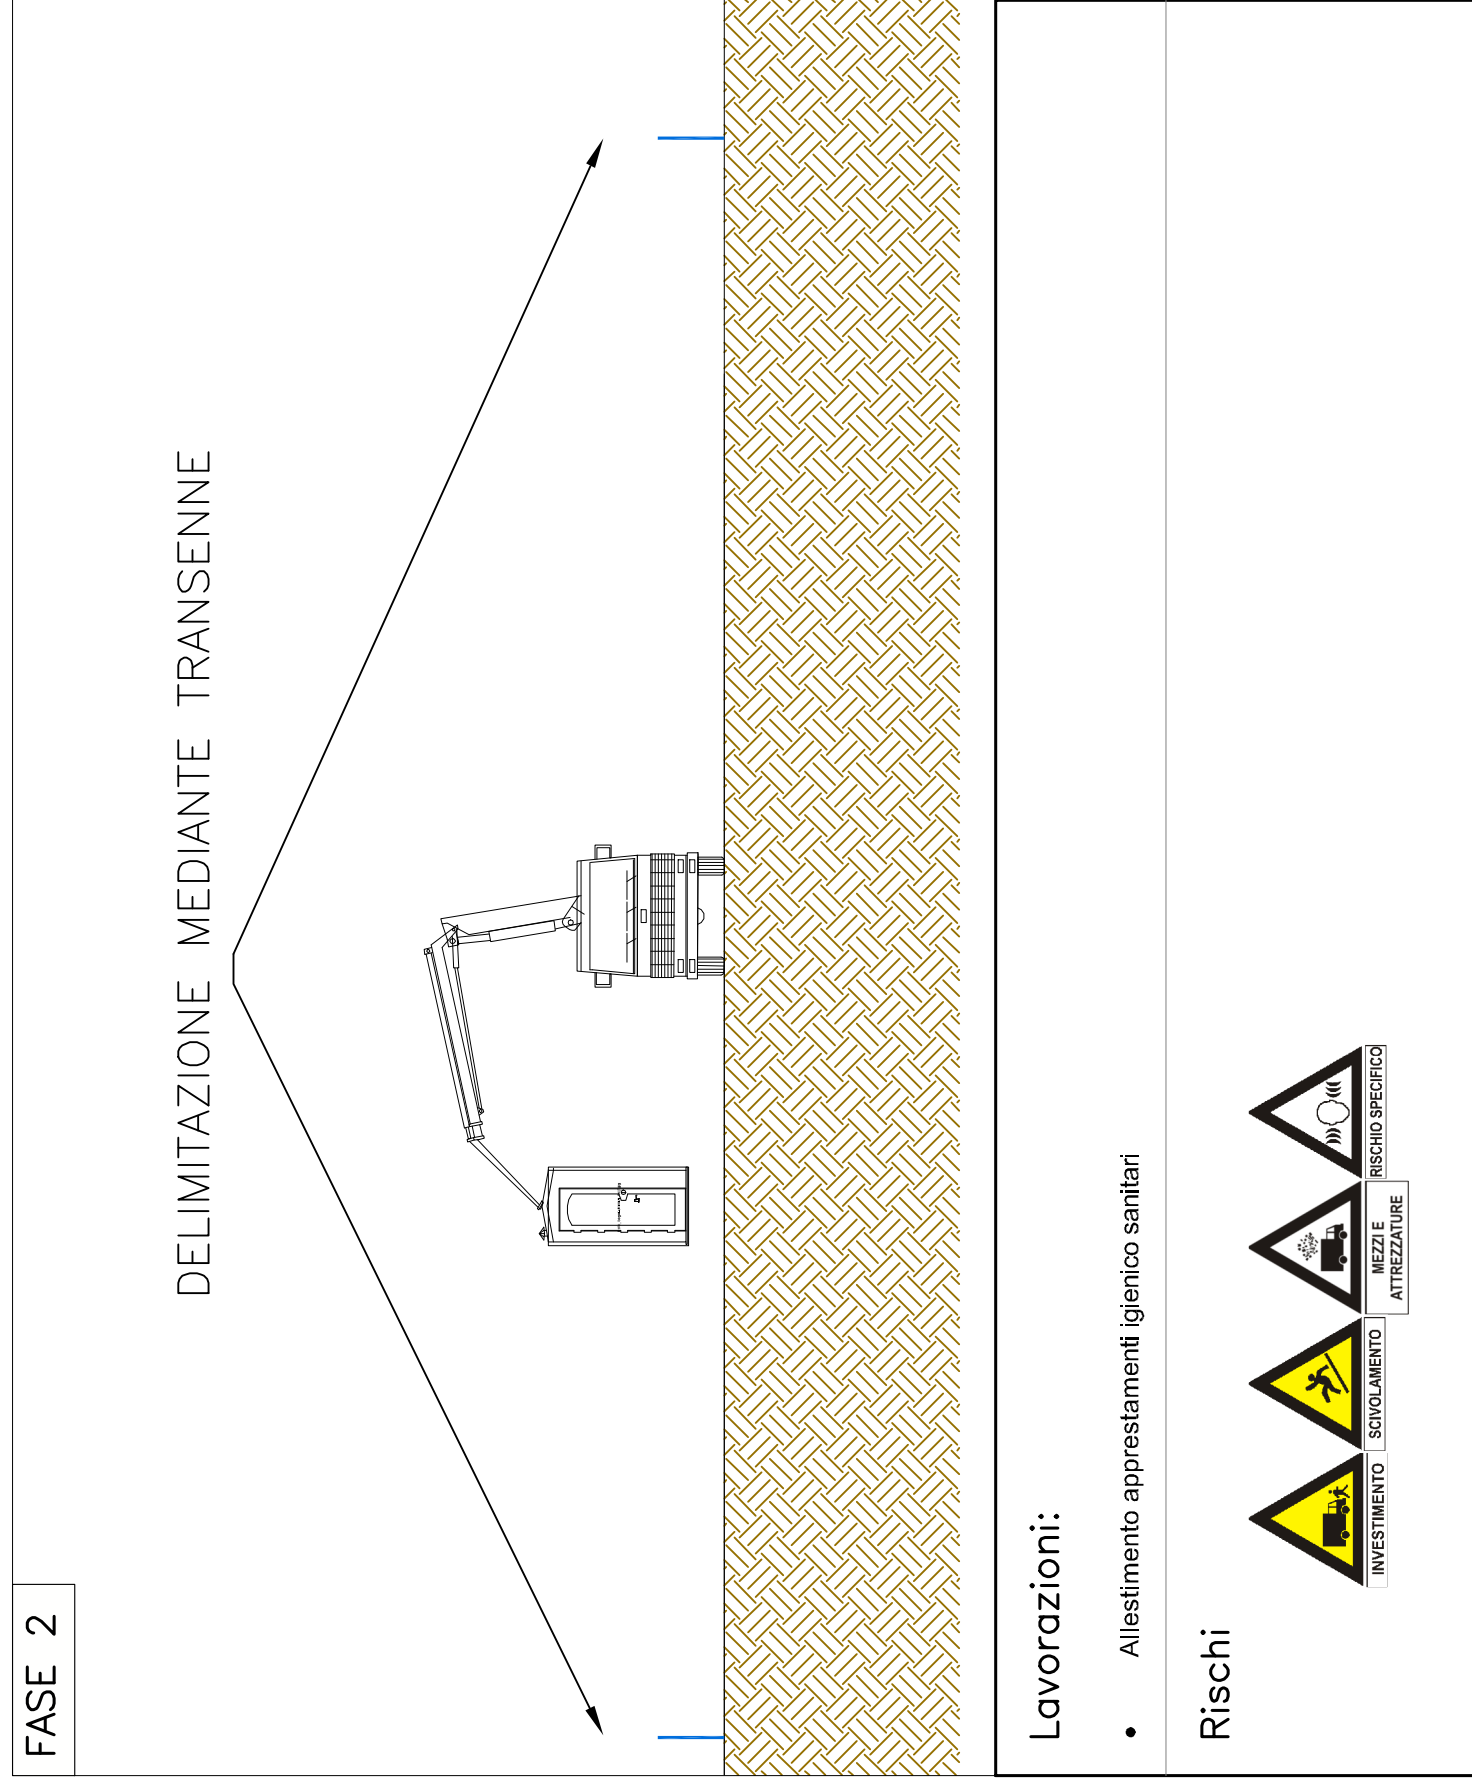 FASE 2
DELIMITAZIONE MEDIANTE TRANSENNE
Lavorazioni:
• Allestimento apprestamenti igienico sanitari
Rischi
INVESTIMENTO
SCIVOLAMENTO
MEZZI E
ATTREZZATURE
RISCHIO SPECIFICO